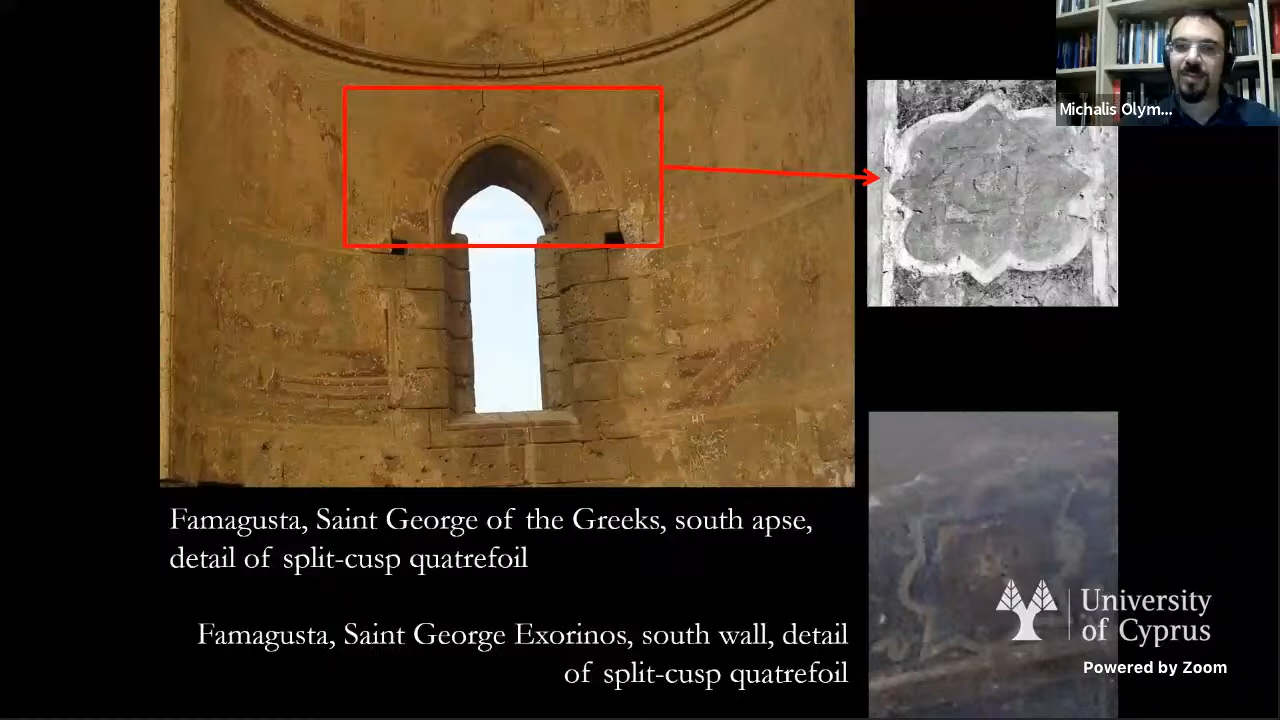 Michalis Olym...
Famagusta, Saint George of the Greeks, south apse,
detail of split-cusp quatrefoil
Famagusta, Saint George Exorinos, south wall, detail
of split-cusp quatrefoil
University
of Cyprus
Powered by Zoom